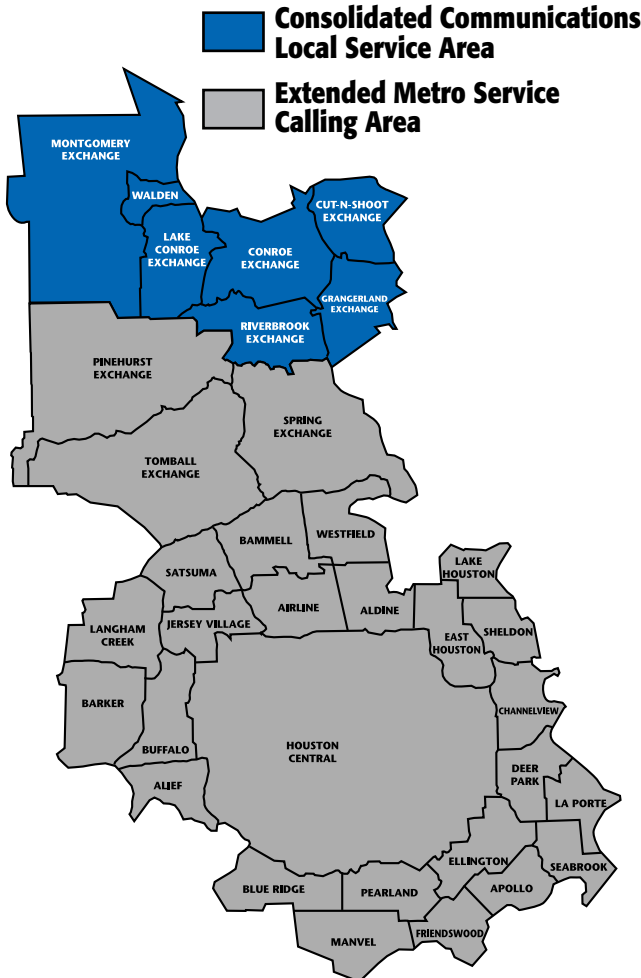 Consolidated Communications
Local Service Area
Extended Metro Service
Calling Area
MONTGOMERY
EXCHANGE
WALDEN
CUT-N-SHOOT
EXCHANGE
LAKE
CONROE
EXCHANGE
CONROE
EXCHANGE
GRANGERLAND
EXCHANGE
RIVERBROOK
EXCHANGE
PINEHURST
EXCHANGE
SPRING
EXCHANGE
TOMBALL
EXCHANGE
BAMMELL
WESTFIELD
LAKE
HOUSTON
SATSUMA
AIRLINE
ALDINE
LANGHAM
CREEK
JERSEY VILLAGE
EAST
HOUSTON
SHELDON
BARKER
CHANNELVIEW
BUFFALO
HOUSTON
CENTRAL
DEER
PARK
ALIEF
LA PORTE
ELLINGTON
SEABROOK
BLUE RIDGE
PEARLAND
APOLLO
MANVEL
FRIENDSWOOD